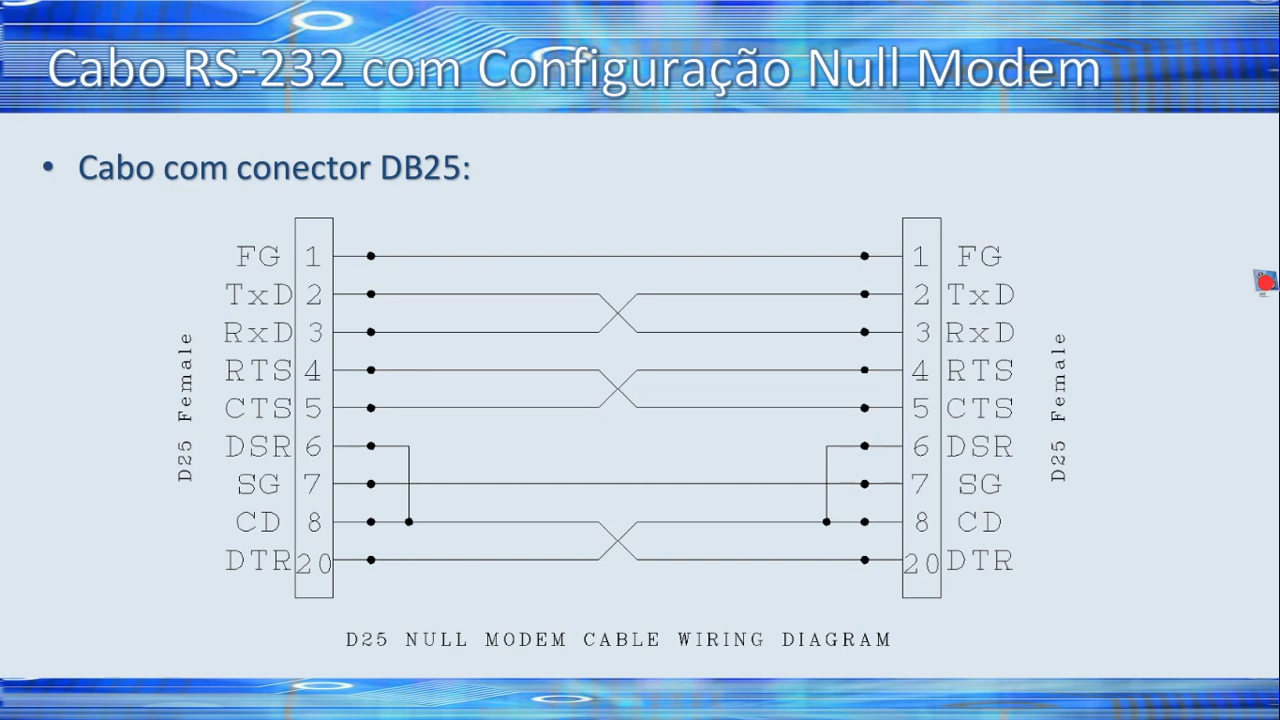 Cabo RS-232 com Configuração Null Modem
• Cabo com conector DB25:
FG 1 1 FG
TxD 2 2 TxD
RxD 3 3 RxD
RTS 4 4 RTS
CTS 5 5 CTS
DSR 6 6 DSR
SG 7 7 SG
CD 8 8 CD
DTR 20 20 DTR
D25 Female
D25 Female
D25 NULL MODEM CABLE WIRING DIAGRAM